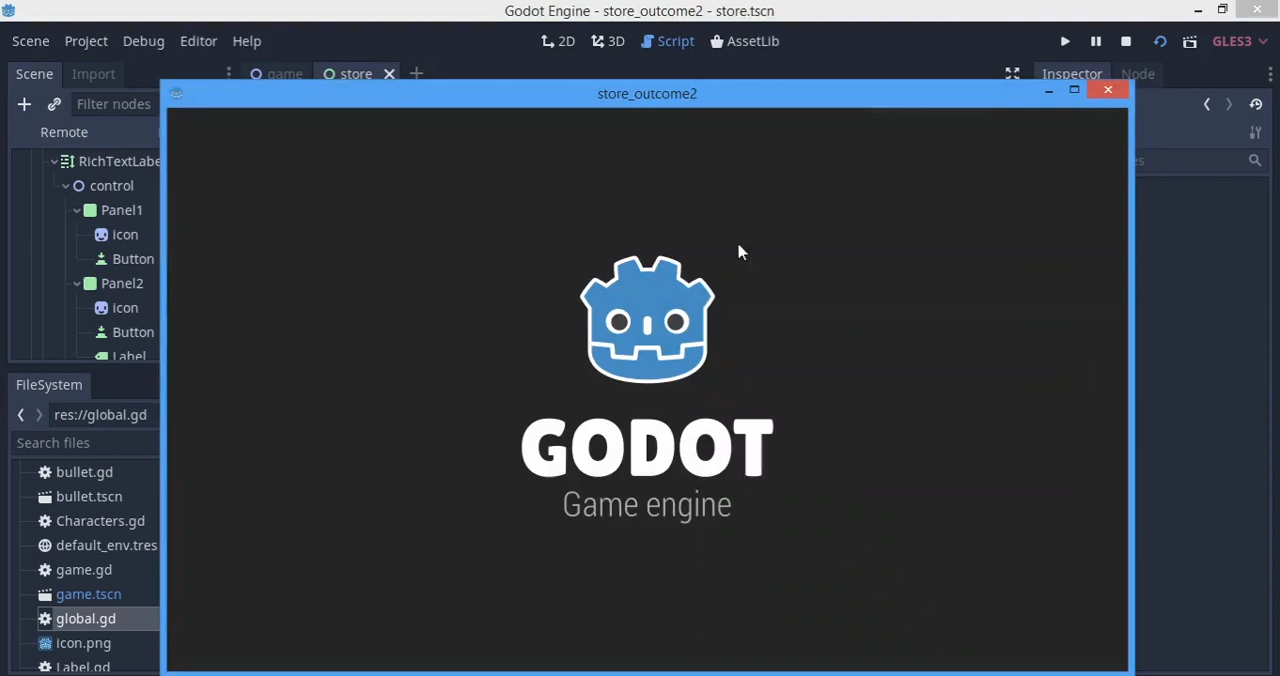 Godot Engine - store_outcome2 - store.tscn
Scene Project Debug Editor Help 2D 3D Script AssetLib GLES3
Scene Import game store Inspector Node
Filter nodes store_outcome2
Remote
RichTextLabe
control
Panel1
icon
Button
Panel2
icon
Button
Label
FileSystem
res://global.gd
Search files
bullet.gd
bullet.tscn
Characters.gd
default_env.tres
game.gd
game.tscn
global.gd
icon.png
Label.gd
GODOT
Game engine